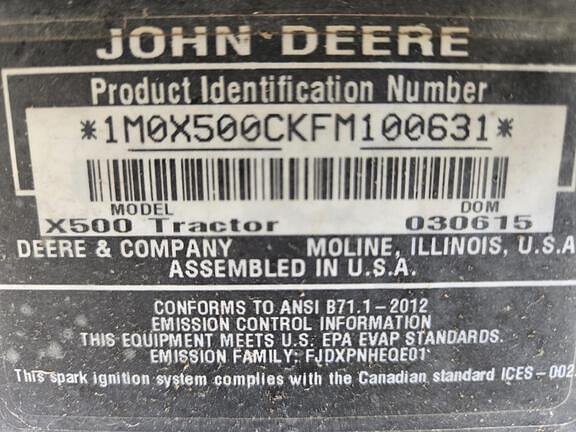 JOHN DEERE
Product Identification Number
*1M0X500CKFM100631*
MODEL DOM
X500 Tractor 030615
DEERE & COMPANY MOLINE, ILLINOIS, U.S.A
ASSEMBLED IN U.S.A.
CONFORMS TO ANSI B71.1-2012
EMISSION CONTROL INFORMATION
THIS EQUIPMENT MEETS U.S. EPA EVAP STANDARDS.
EMISSION FAMILY: FJDXPNHEQE01
This spark ignition system complies with the Canadian standard ICES-002